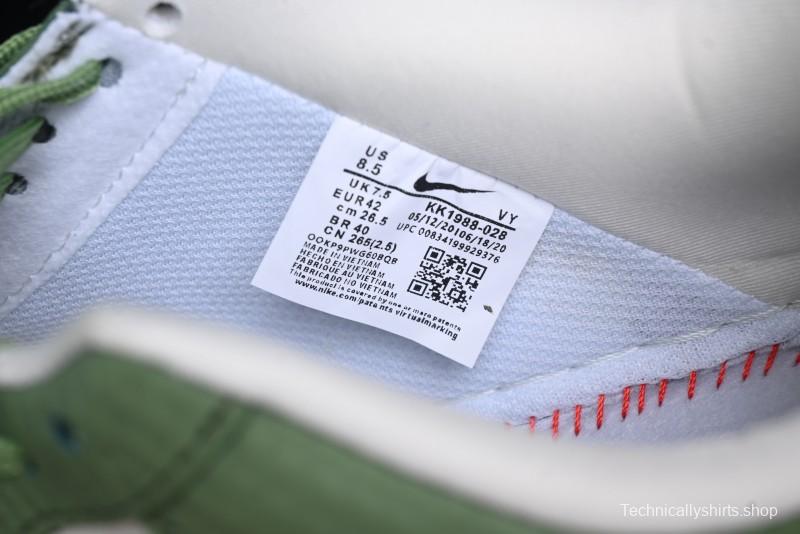 US
8.5
UK 7.5
EUR 42
cm 26.5
BR 40
CN 265(2.5)
VY
KK1988-028
05/12/20106/18/20
UPC 00834199929376
OOKP9PWG60BQB
MADE IN VIETNAM
HECHO EN VIETNAM
FABRIQUE AU VIETNAM
FABRICADO NO VIETNAM
This product is covered by one or more patents
www.nike.com/patents virtualmarking
Technicallyshirts.shop